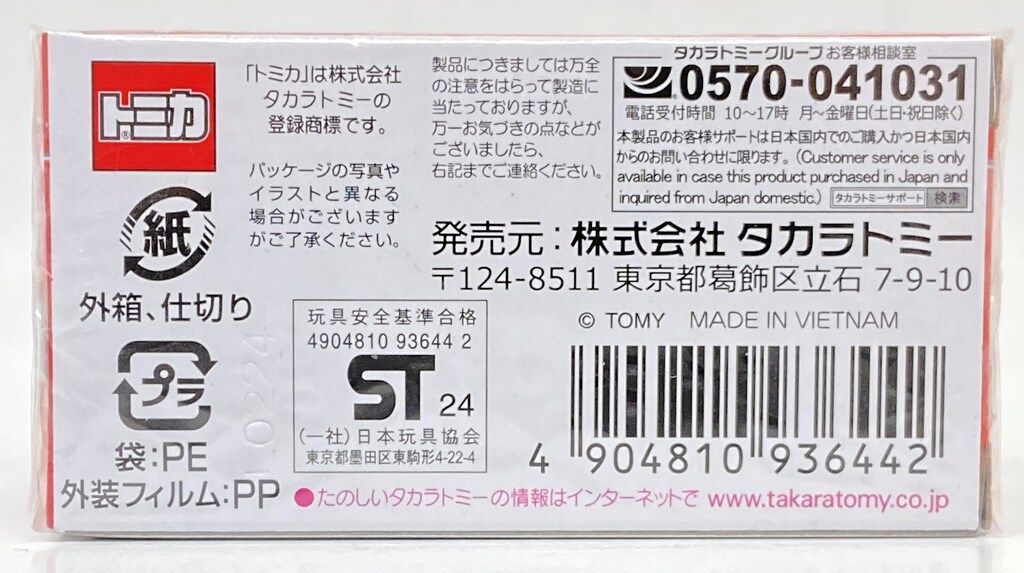 トミカ®
「トミカ」は株式会社
タカラトミーの
登録商標です。
パッケージの写真や
イラストと異なる
場合がございます
がご了承ください。
製品につきましては万全
の注意をはらって製造に
当たっておりますが、
万一お気づきの点などが
ございましたら、
右記までご連絡ください。
タカラトミーグループ お客様相談室
0570-041031
電話受付時間 10〜17時 月〜金曜日(土日・祝日除く)
本製品のお客様サポートは日本国内でのご購入かつ日本国内
からのお問い合わせに限ります。(Customer service is only
available in case this product purchased in Japan and
inquired from Japan domestic.) タカラトミーサポート 検索
発売元:株式会社 タカラトミー
〒124-8511 東京都葛飾区立石 7-9-10
© TOMY MADE IN VIETNAM
紙
外箱、仕切り
プラ
袋:PE
外装フィルム:PP
玩具安全基準合格
4904810 93644 2
ST 24
(一社)日本玩具協会
東京都墨田区東駒形4-22-4
4 904810 936442
●たのしいタカラトミーの情報はインターネットで www.takaratomy.co.jp